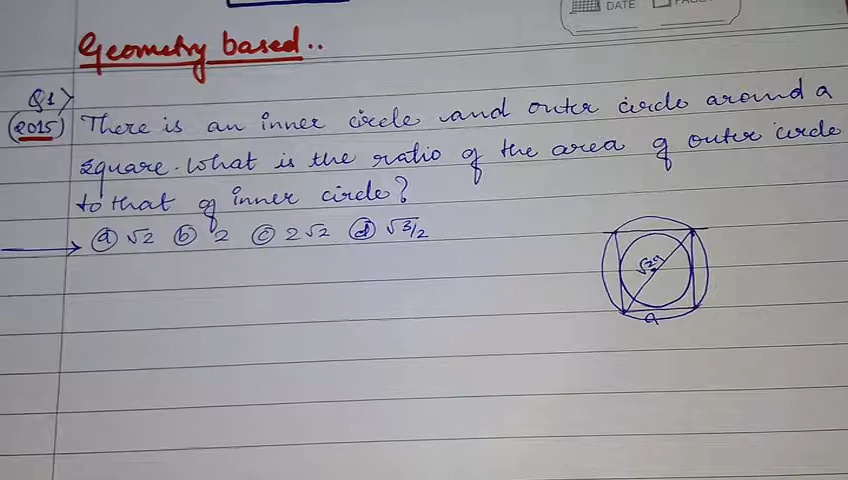 DATE
Geometry based..
Q1>
(2015) There is an inner circle and outer circle around a
square. What is the ratio of the area of outer circle
to that of inner circle?
(a) √2 (b) 2 (c) 2√2 (d) √3/2
√2a
a